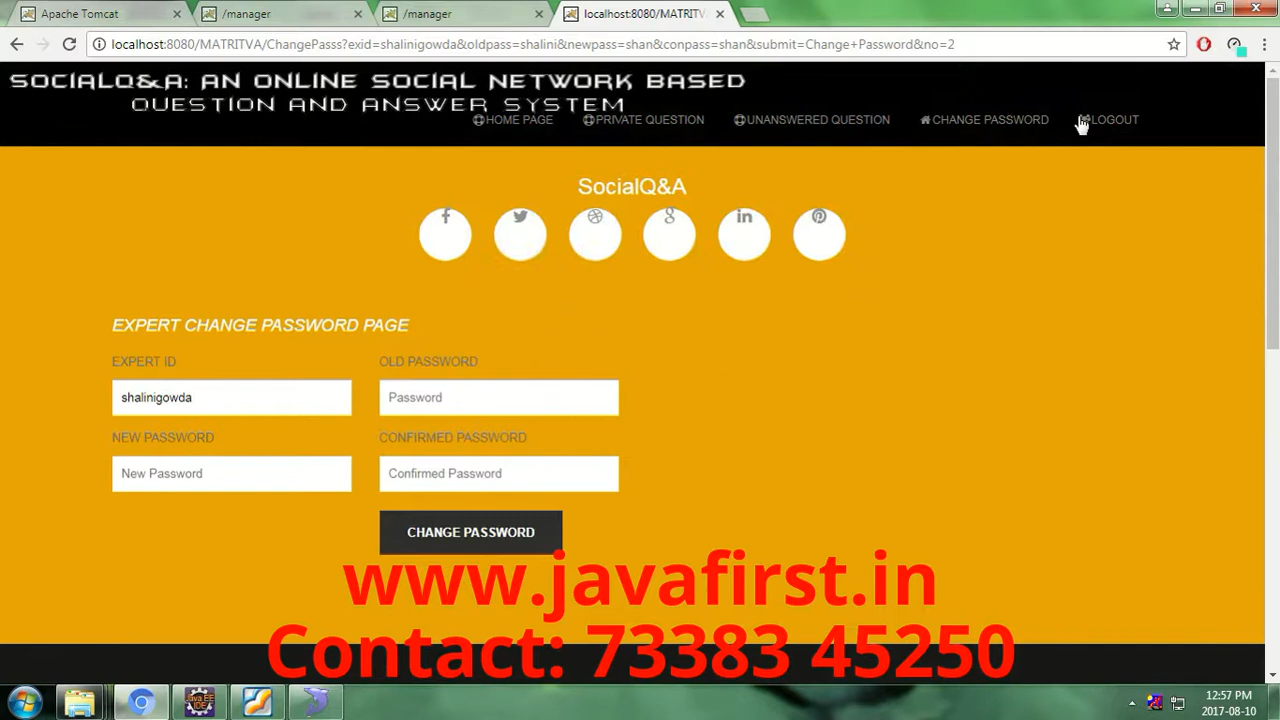 Apache Tomcat
/manager
/manager
localhost:8080/MATRITV
localhost:8080/MATRITVA/ChangePasss?exid=shalinigowda&oldpass=shalini&newpass=shan&conpass=shan&submit=Change+Password&no=2
SOCIALQ&A: AN ONLINE SOCIAL NETWORK BASED
QUESTION AND ANSWER SYSTEM
HOME PAGE PRIVATE QUESTION UNANSWERED QUESTION CHANGE PASSWORD LOGOUT
SocialQ&A
EXPERT CHANGE PASSWORD PAGE
EXPERT ID OLD PASSWORD
shalinigowda Password
NEW PASSWORD CONFIRMED PASSWORD
New Password Confirmed Password
CHANGE PASSWORD
www.javafirst.in
Contact: 73383 45250
Java EE
IDE
12:57 PM
2017-08-10